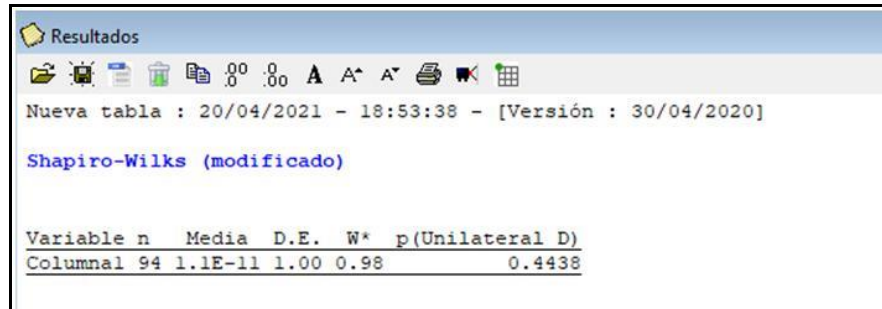 Resultados
Nueva tabla : 20/04/2021 - 18:53:38 - [Versión : 30/04/2020]
Shapiro-Wilks (modificado)
Variable n Media D.E. W* p(Unilateral D)
Columna1 94 1.1E-11 1.00 0.98 0.4438